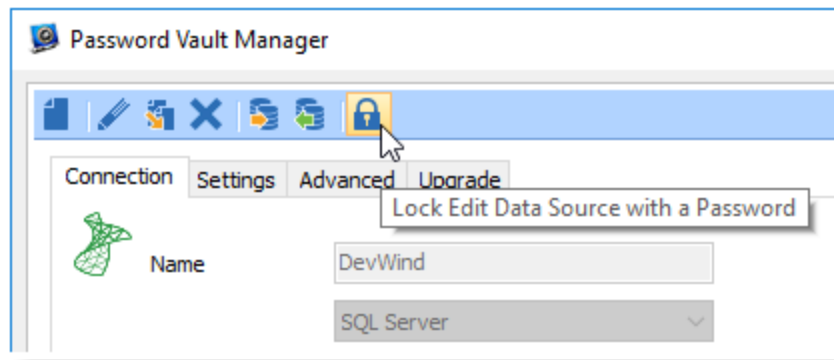 Password Vault Manager
Connection Settings Advanced Upgrade
Lock Edit Data Source with a Password
Name DevWind
SQL Server